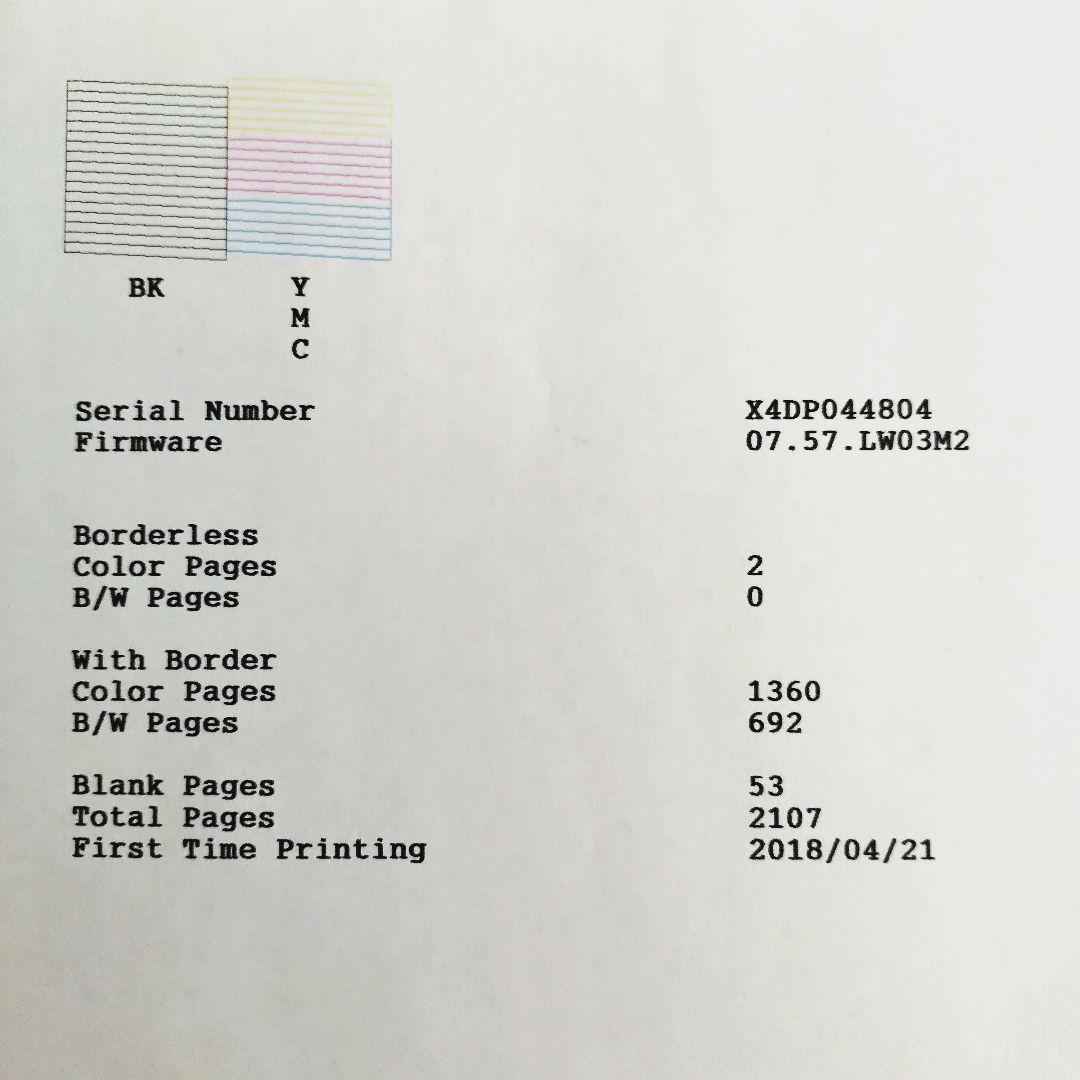 BK Y
M
C
Serial Number X4DP044804
Firmware 07.57.LW03M2
Borderless
Color Pages 2
B/W Pages 0
With Border
Color Pages 1360
B/W Pages 692
Blank Pages 53
Total Pages 2107
First Time Printing 2018/04/21